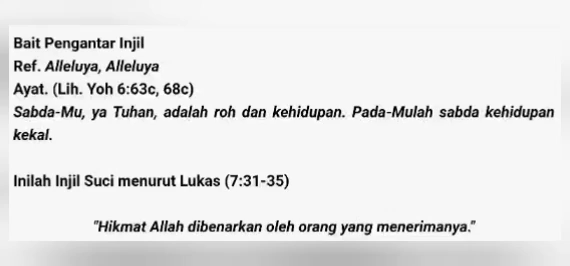 Bait Pengantar Injil
Ref. Alleluya, Alleluya
Ayat. (Lih. Yoh 6:63c, 68c)
Sabda-Mu, ya Tuhan, adalah roh dan kehidupan. Pada-Mulah sabda kehidupan
kekal.
Inilah Injil Suci menurut Lukas (7:31-35)
"Hikmat Allah dibenarkan oleh orang yang menerimanya."